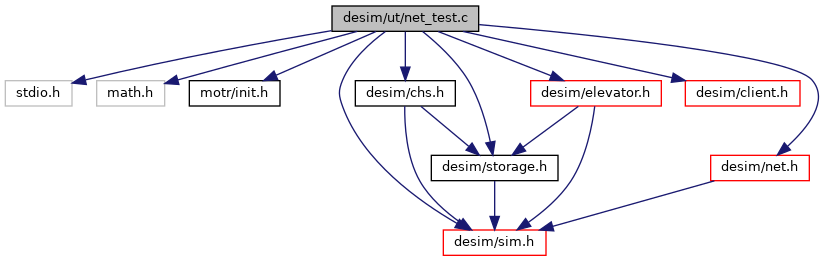 desim/ut/net_test.c
stdio.h
math.h
motr/init.h
desim/chs.h
desim/elevator.h
desim/client.h
desim/storage.h
desim/net.h
desim/sim.h